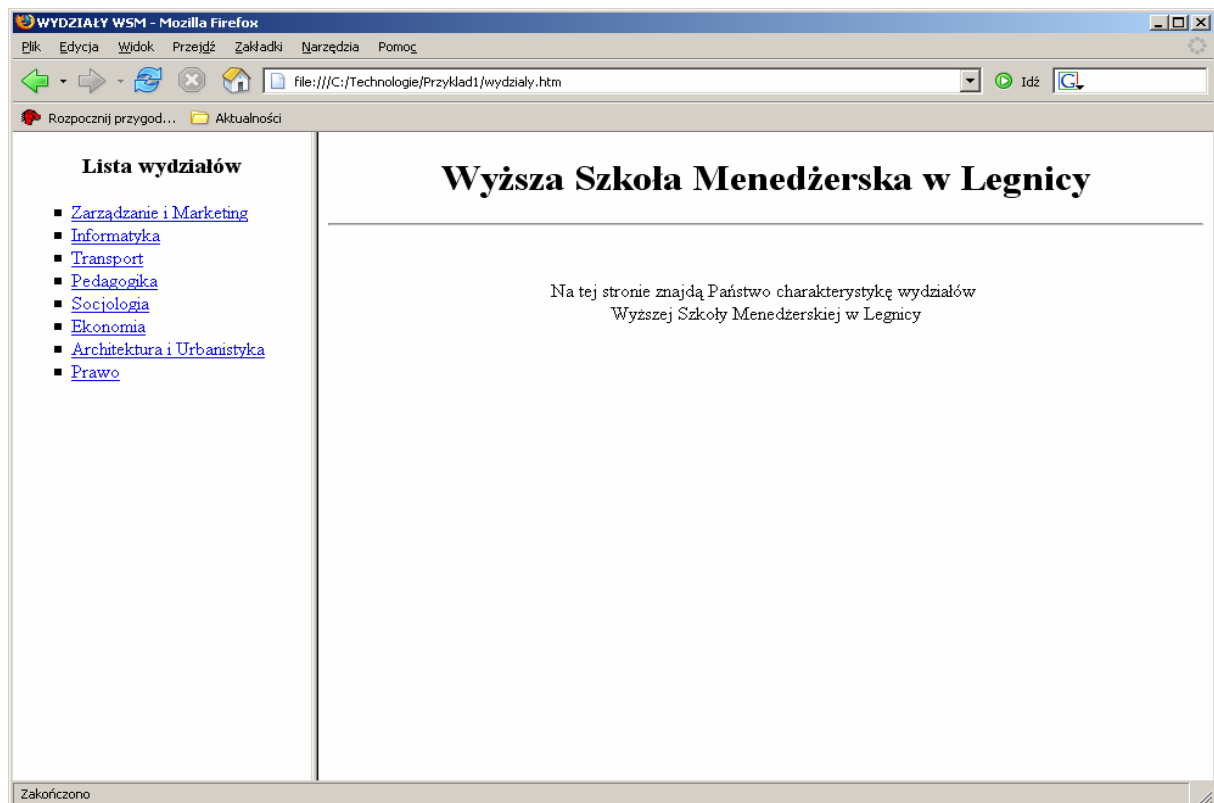 WYDZIAŁY WSM - Mozilla Firefox
Plik Edycja Widok Przejdź Zakładki Narzędzia Pomoc
file:///C:/Technologie/Przyklad1/wydzialy.htm
Idź
G
Rozpocznij przygod... Aktualności
Lista wydziałów
Zarządzanie i Marketing
Informatyka
Transport
Pedagogika
Socjologia
Ekonomia
Architektura i Urbanistyka
Prawo
Wyższa Szkoła Menedżerska w Legnicy
Na tej stronie znajdą Państwo charakterystykę wydziałów
Wyższej Szkoły Menedżerskiej w Legnicy
Zakończono